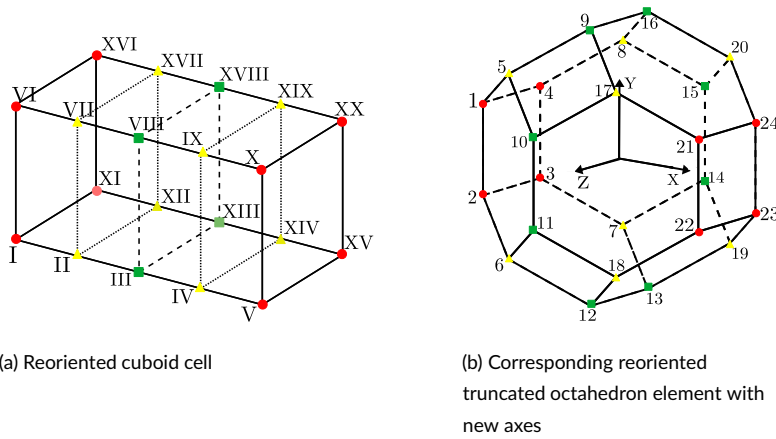 XVI
XVII
XVIII
XIX
XX
VI
VII
VIII
IX
X
XI
XII
XIII
XIV
XV
I
II
III
IV
V
9
16
8
20
5
Y
17
4
1
15
24
10
21
3
14
Z
X
2
11
22
23
7
19
6
18
13
12
(a) Reoriented cuboid cell
(b) Corresponding reoriented
truncated octahedron element with
new axes